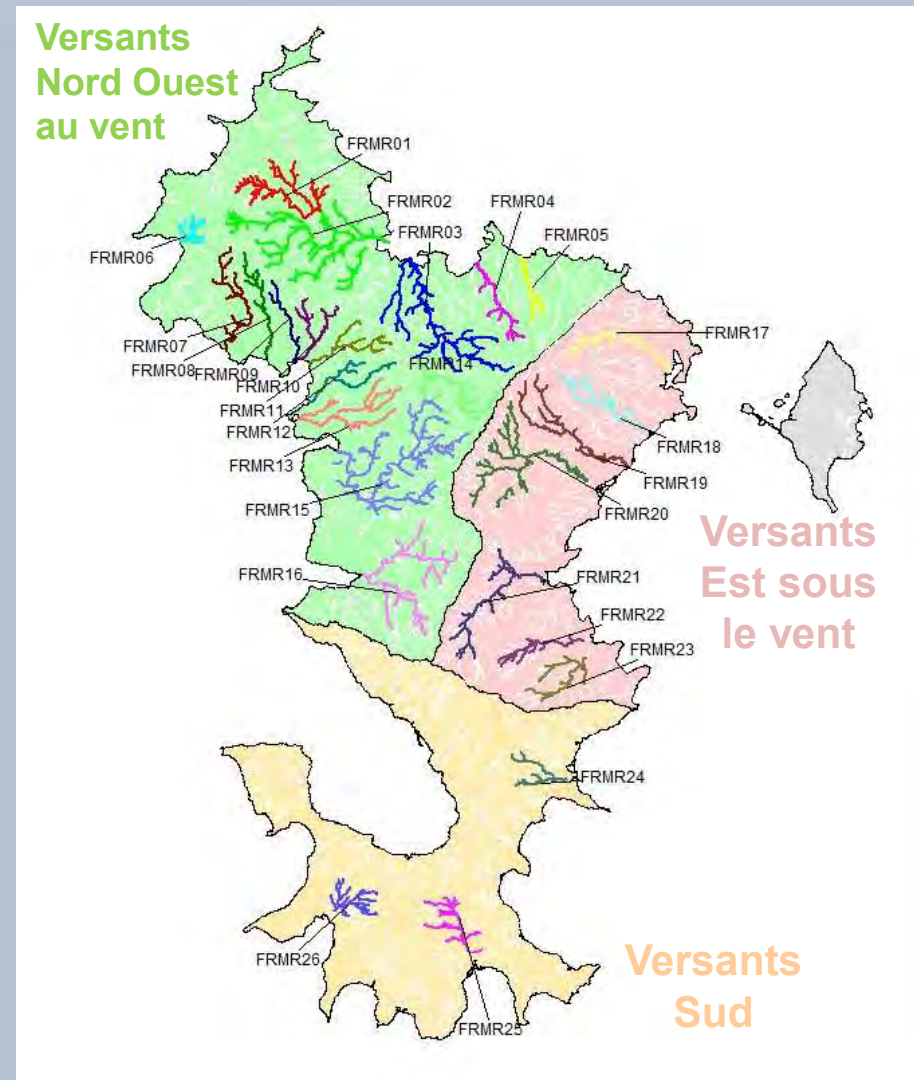 Versants
Nord Ouest
au vent
FRMR01
FRMR02
FRMR04
FRMR03
FRMR05
FRMR06
FRMR17
FRMR07
FRMR14
FRMR08
FRMR09
FRMR10
FRMR11
FRMR12
FRMR18
FRMR13
FRMR19
FRMR15
FRMR20
Versants
Est sous
le vent
FRMR16
FRMR21
FRMR22
FRMR23
FRMR24
FRMR26
Versants
Sud
FRMR25